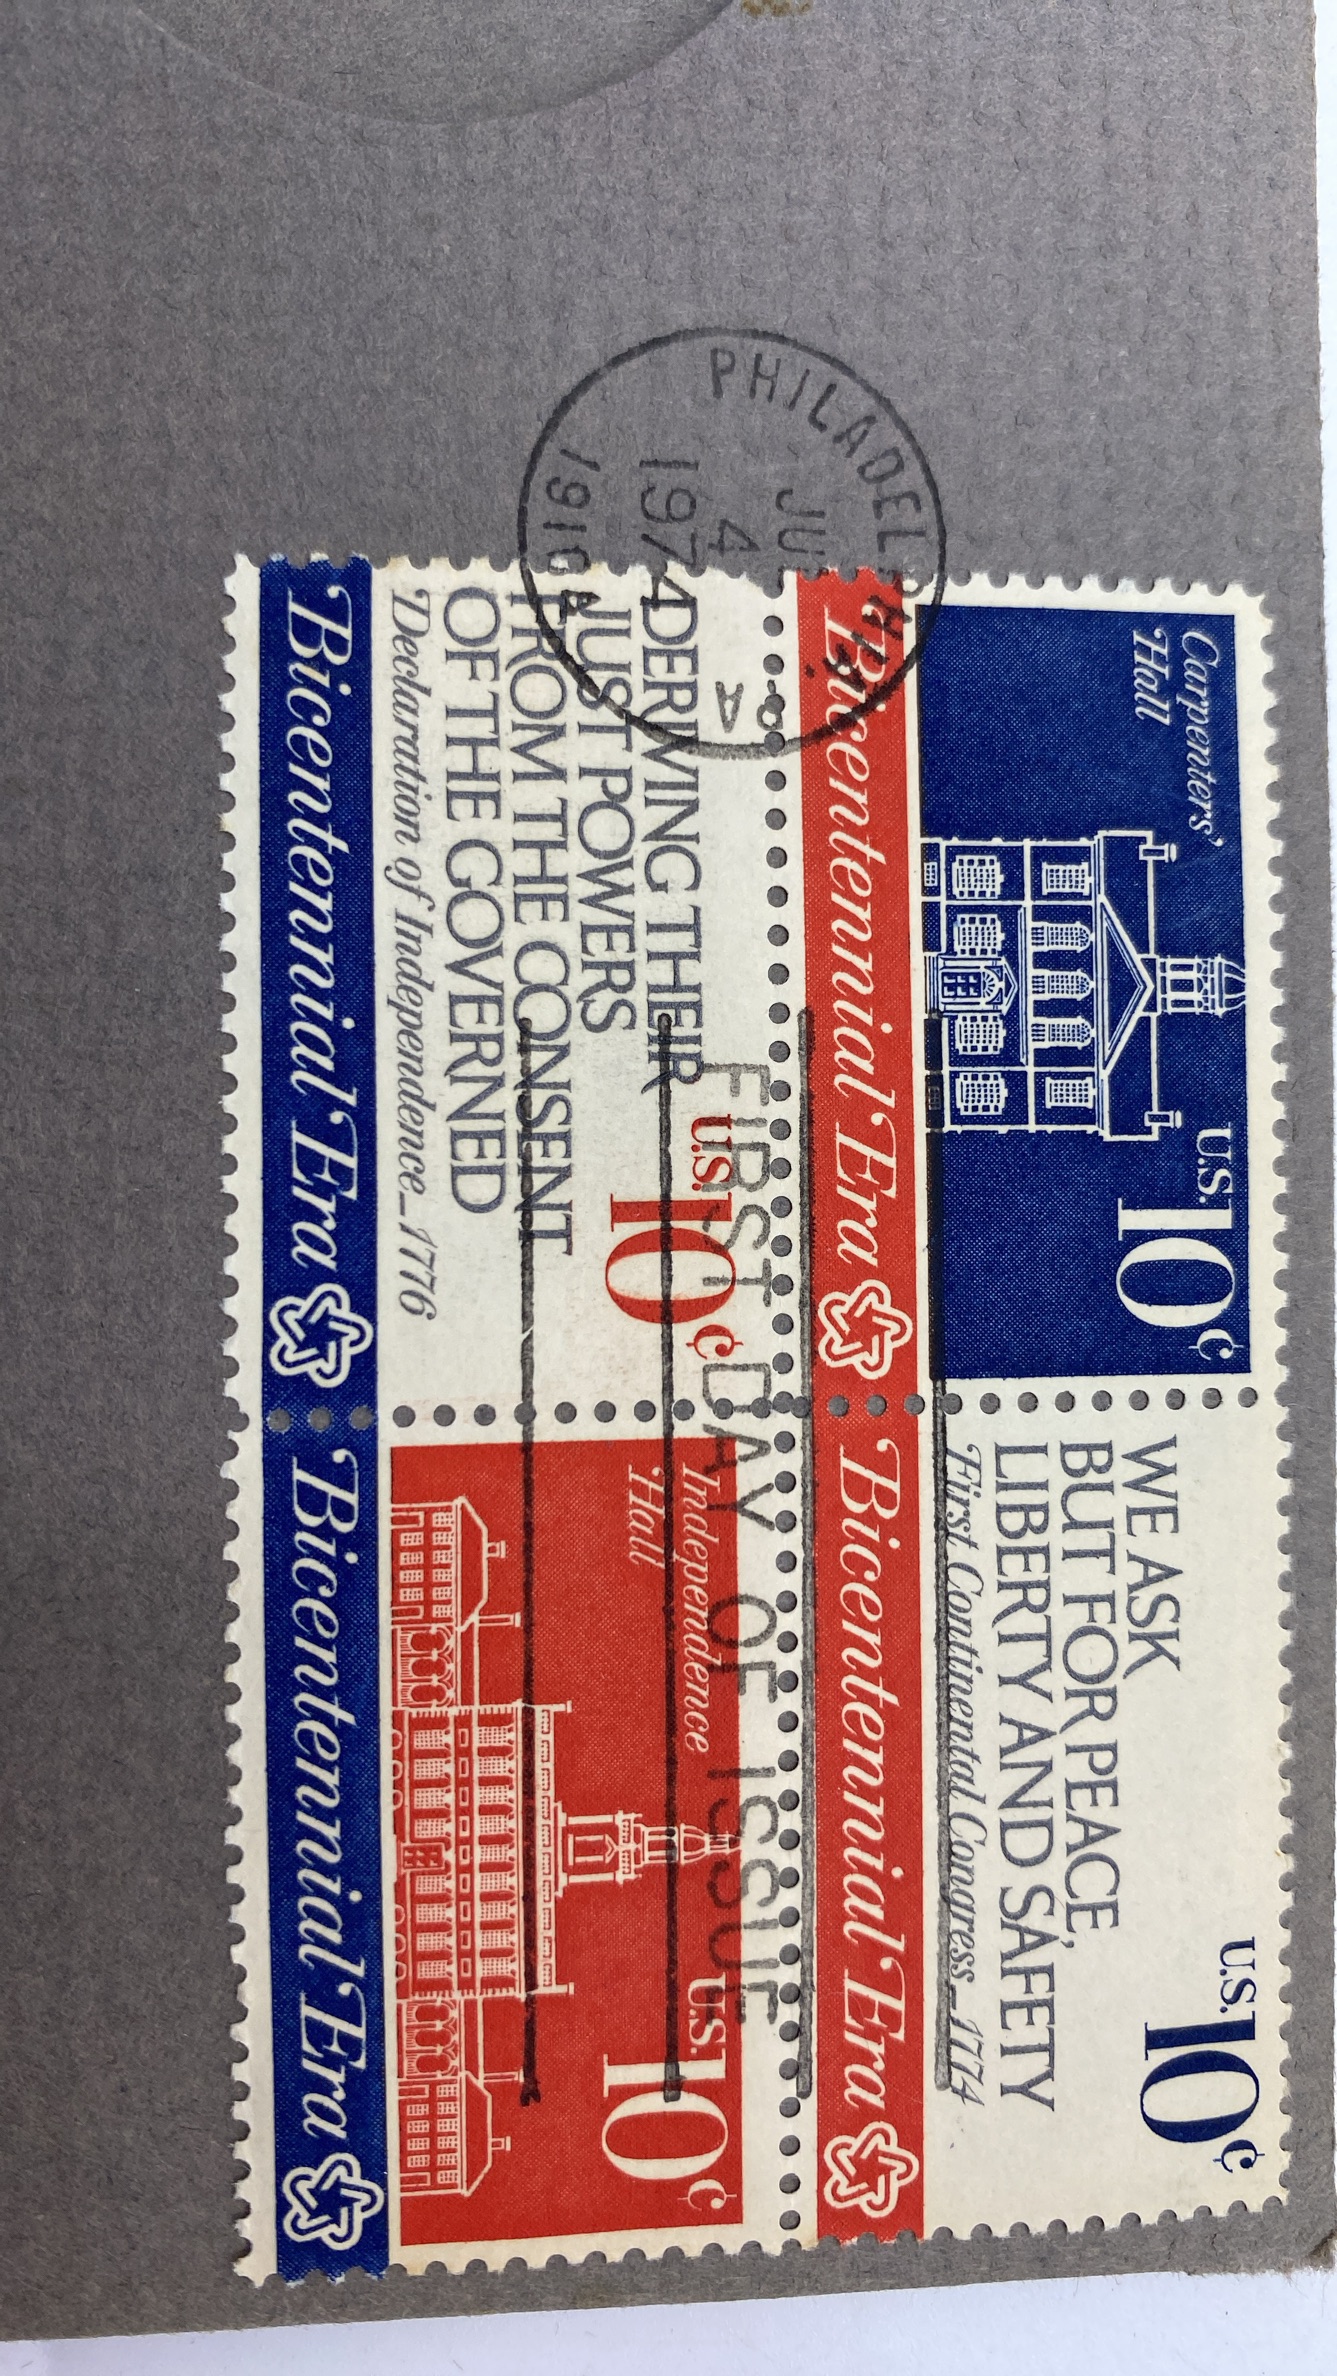 PHILADELPHIA, PA
JUL
4
1974
1910
FIRST DAY OF ISSUE
Carpenters'
Hall
U.S.
10¢
Bicentennial Era
WE ASK
BUT FOR PEACE,
LIBERTY AND SAFETY
First Continental Congress–1774
U.S.
10¢
Bicentennial Era
U.S.
10¢
DERIVING THEIR
JUST POWERS
FROM THE CONSENT
OF THE GOVERNED
Declaration of Independence–1776
Bicentennial Era
Independence
Hall
U.S.
10¢
Bicentennial Era